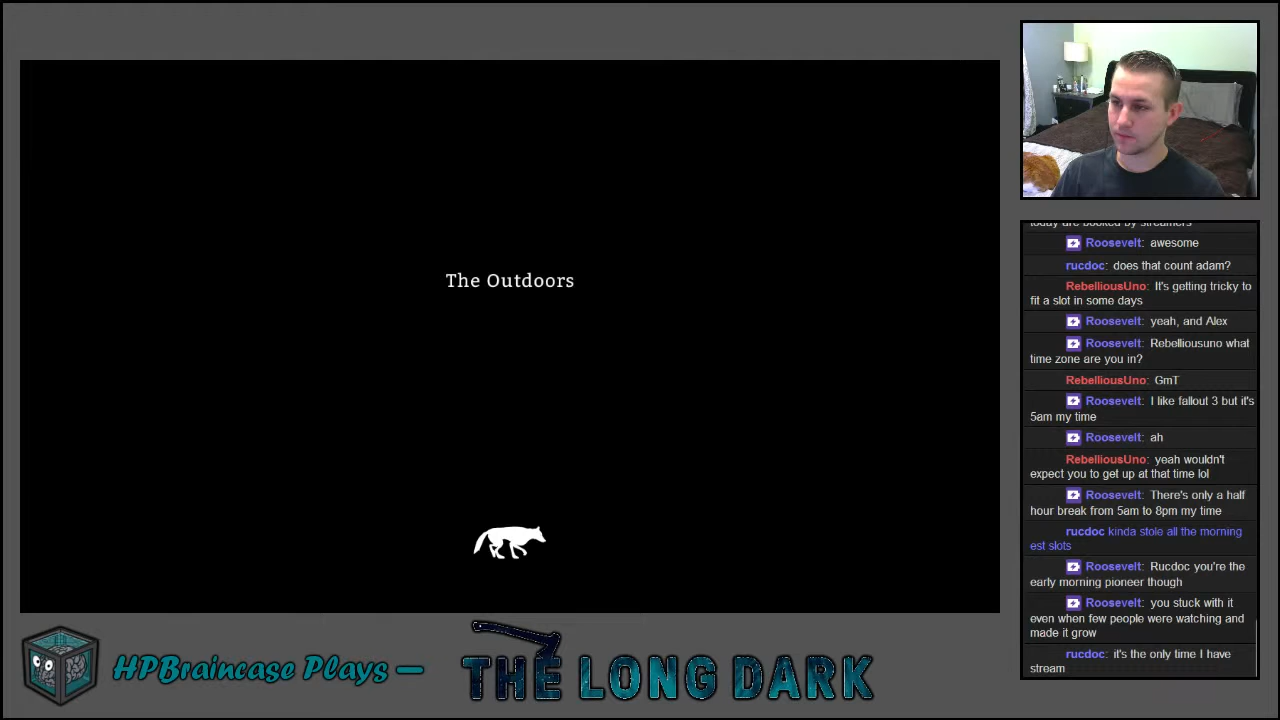 The Outdoors
today are booked by streamers
Roosevelt: awesome
rucdoc: does that count adam?
RebelliousUno: It's getting tricky to
fit a slot in some days
Roosevelt: yeah, and Alex
Roosevelt: Rebelliousuno what
time zone are you in?
RebelliousUno: GmT
Roosevelt: I like fallout 3 but it's
5am my time
Roosevelt: ah
RebelliousUno: yeah wouldn't
expect you to get up at that time lol
Roosevelt: There's only a half
hour break from 5am to 8pm my time
rucdoc kinda stole all the morning
est slots
Roosevelt: Rucdoc you're the
early morning pioneer though
Roosevelt: you stuck with it
even when few people were watching and
made it grow
rucdoc: it's the only time I have
stream
HPBraincase Plays —
THE LONG DARK